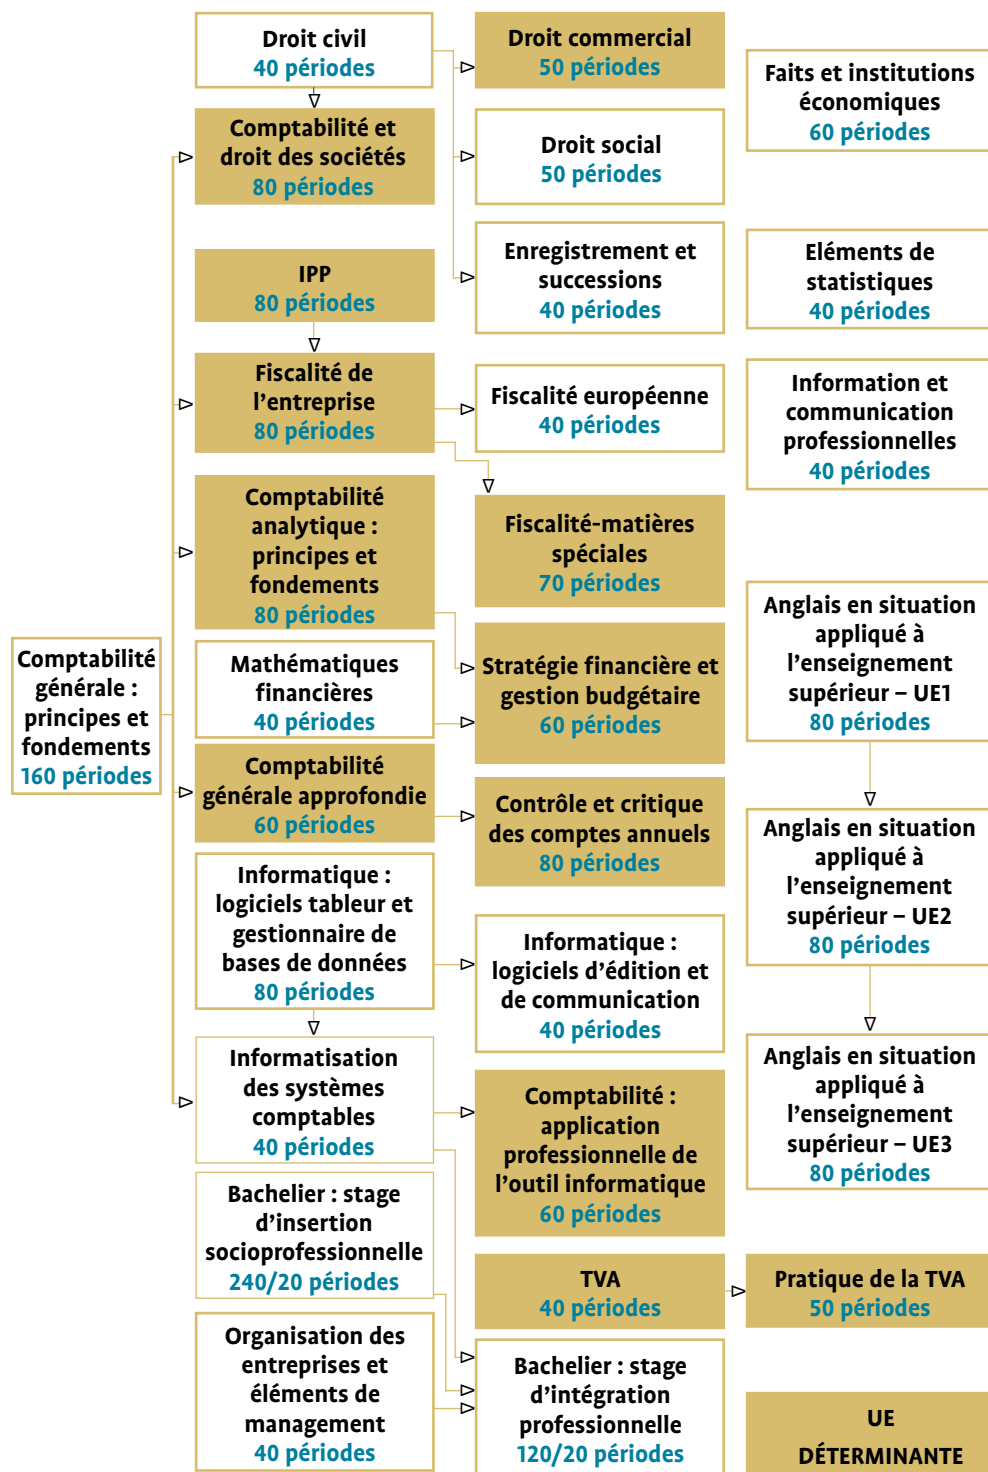 Comptabilité
générale :
principes et
fondements
160 périodes
Droit civil
40 périodes
Comptabilité et
droit des sociétés
80 périodes
IPP
80 périodes
Fiscalité de
l'entreprise
80 périodes
Comptabilité
analytique :
principes et
fondements
80 périodes
Mathématiques
financières
40 périodes
Comptabilité
générale approfondie
60 périodes
Informatique :
logiciels tableur et
gestionnaire de
bases de données
80 périodes
Informatisation
des systèmes
comptables
40 périodes
Bachelier : stage
d'insertion
socioprofessionnelle
240/20 périodes
Organisation des
entreprises et
éléments de
management
40 périodes
Droit commercial
50 périodes
Droit social
50 périodes
Enregistrement et
successions
40 périodes
Fiscalité européenne
40 périodes
Fiscalité-matières
spéciales
70 périodes
Stratégie financière et
gestion budgétaire
60 périodes
Contrôle et critique
des comptes annuels
80 périodes
Informatique :
logiciels d'édition et
de communication
40 périodes
Comptabilité :
application
professionnelle de
l'outil informatique
60 périodes
TVA
40 périodes
Bachelier : stage
d'intégration
professionnelle
120/20 périodes
Faits et institutions
économiques
60 périodes
Eléments de
statistiques
40 périodes
Information et
communication
professionnelles
40 périodes
Anglais en situation
appliqué à
l'enseignement
supérieur – UE1
80 périodes
Anglais en situation
appliqué à
l'enseignement
supérieur – UE2
80 périodes
Anglais en situation
appliqué à
l'enseignement
supérieur – UE3
80 périodes
Pratique de la TVA
50 périodes
UE
DÉTERMINANTE